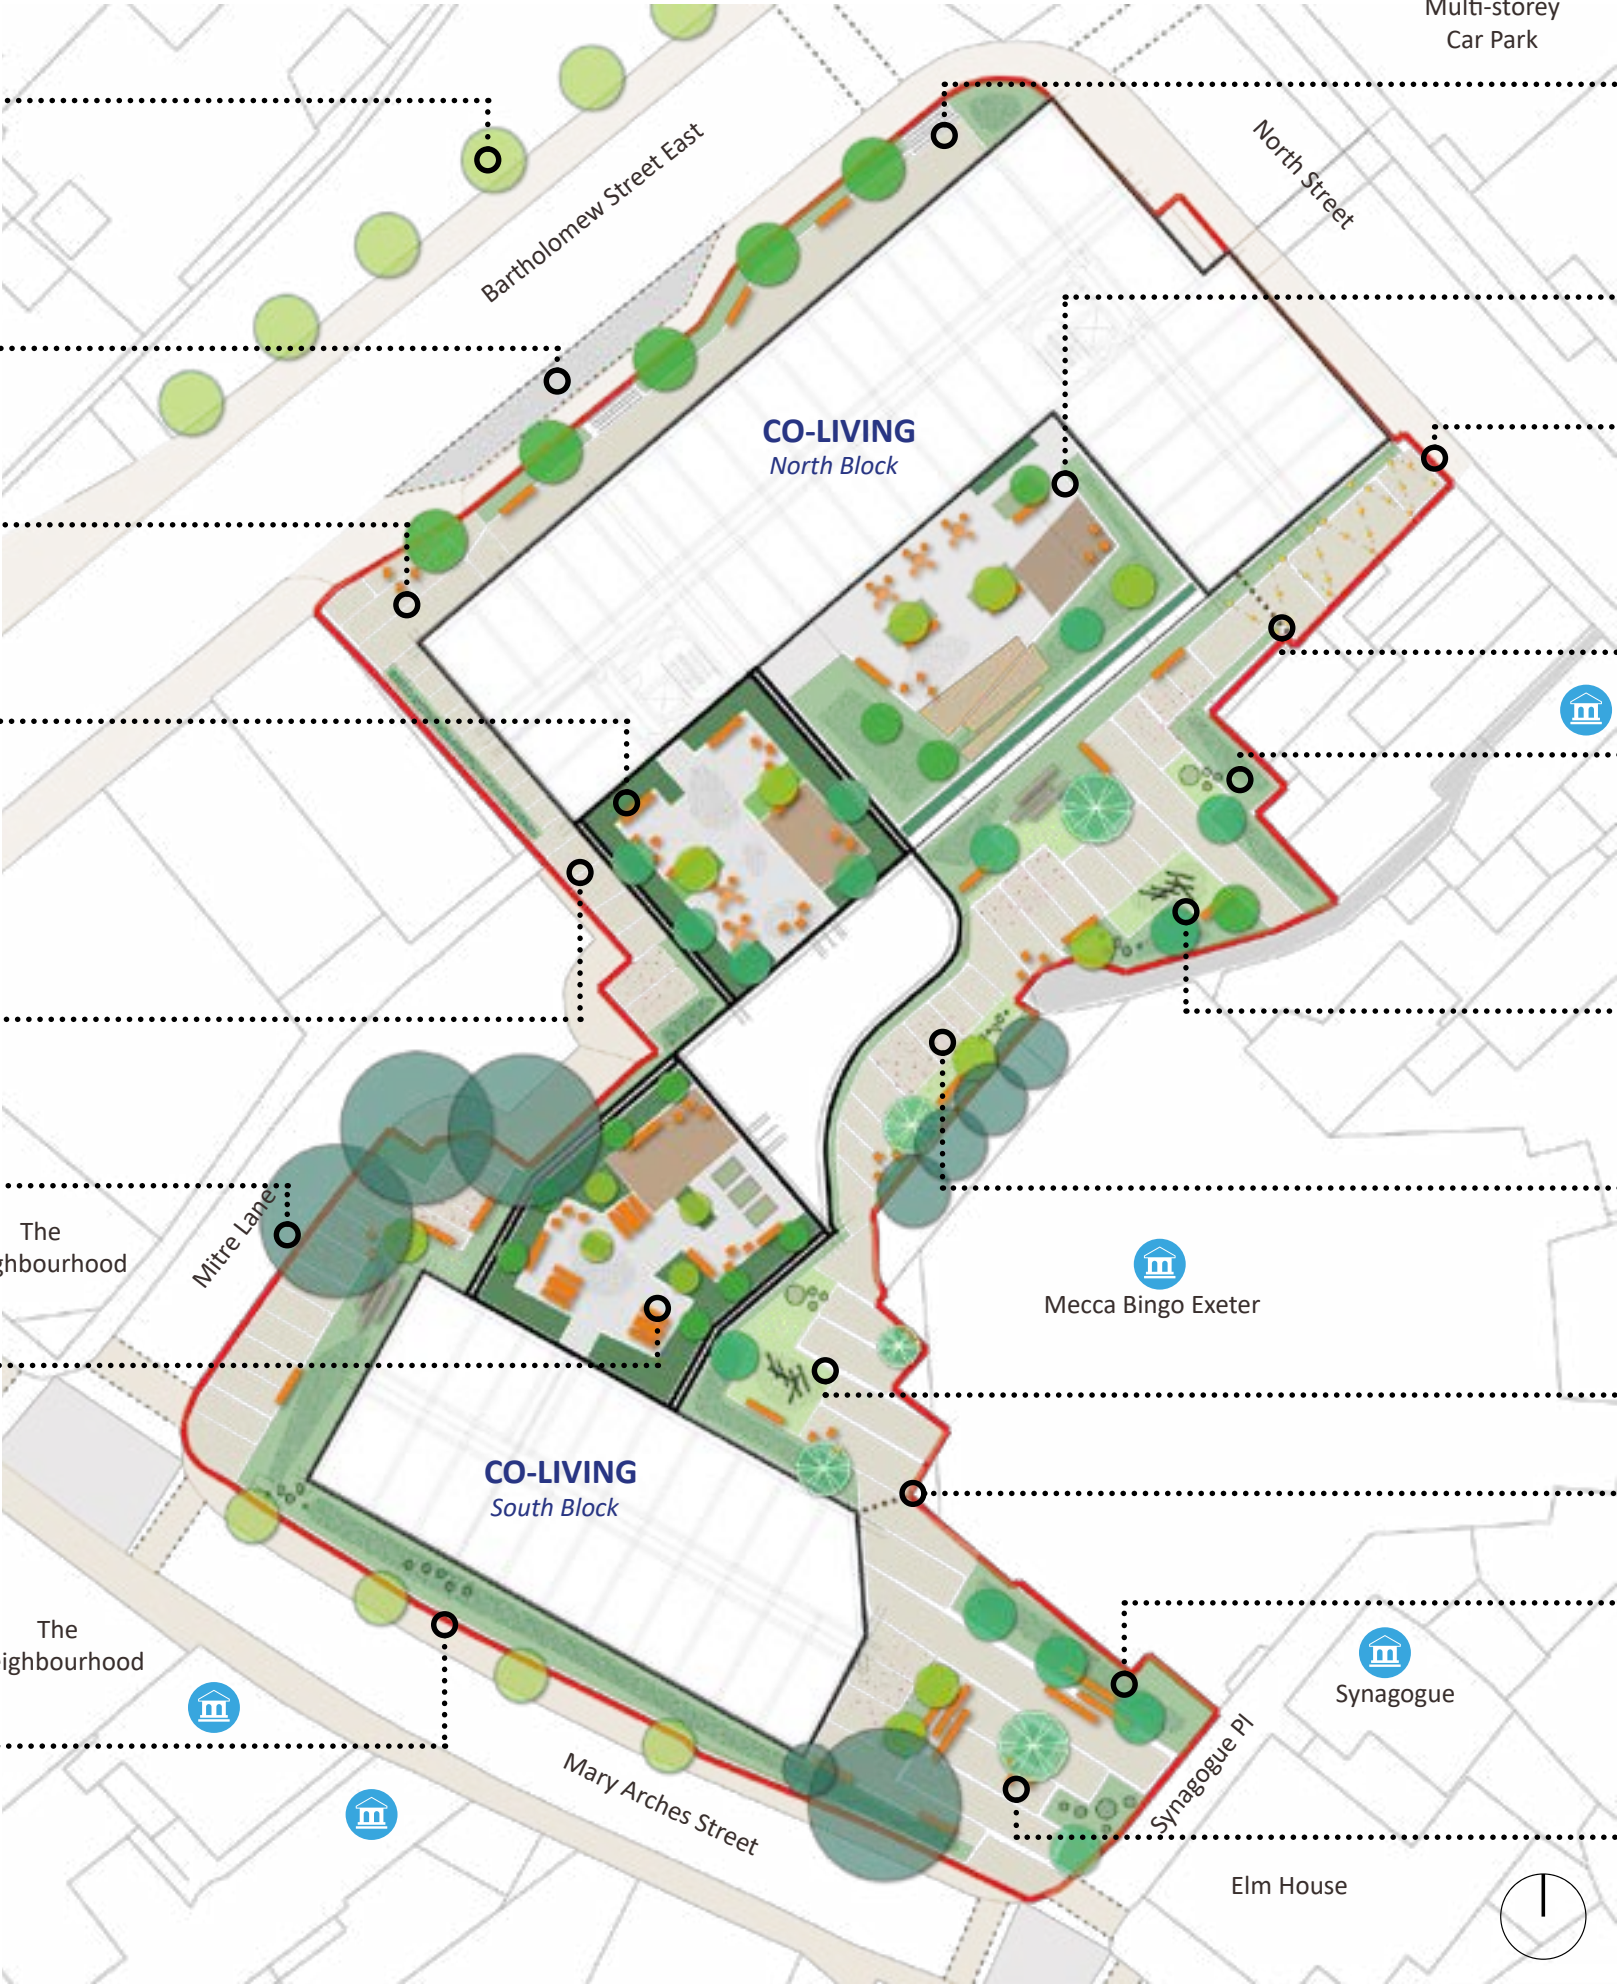 Multi-storey
Car Park
North Street
Bartholomew Street East
CO-LIVING
North Block
Mitre Lane
The
ghbourhood
Mecca Bingo Exeter
CO-LIVING
South Block
The
eighbourhood
Synagogue
Synagogue Pl
Mary Arches Street
Elm House